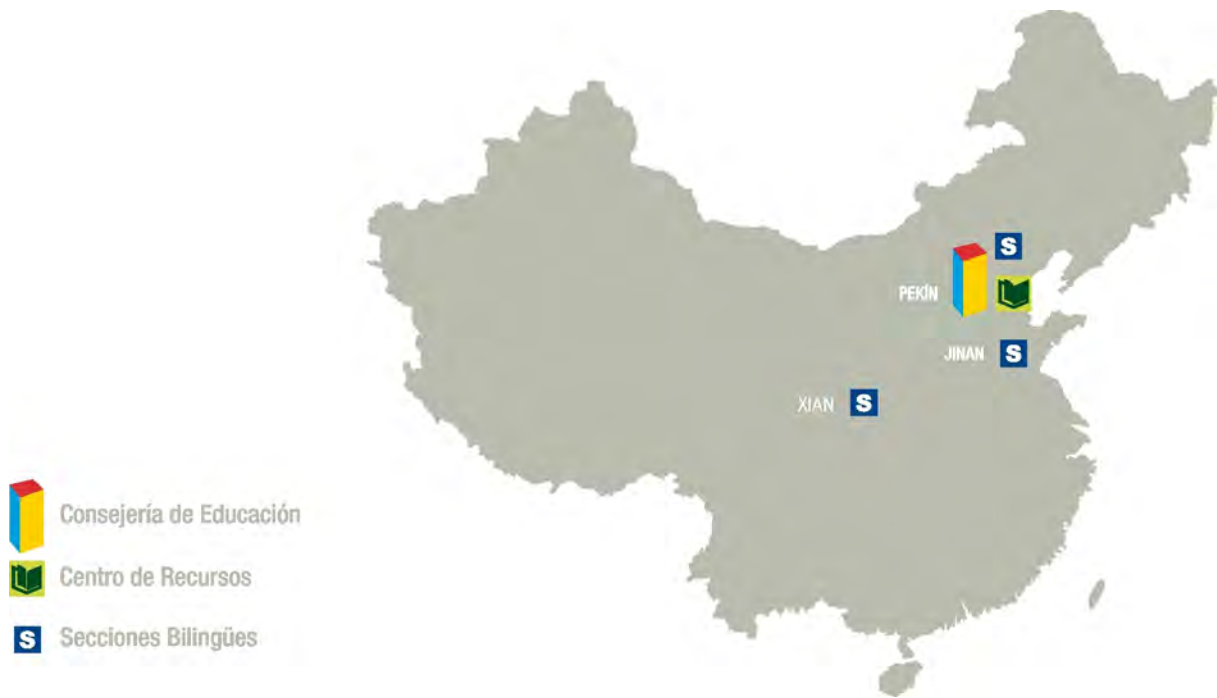 S
PEKÍN
JINAN S
XIAN S
Consejería de Educación
Centro de Recursos
S Secciones Bilingües